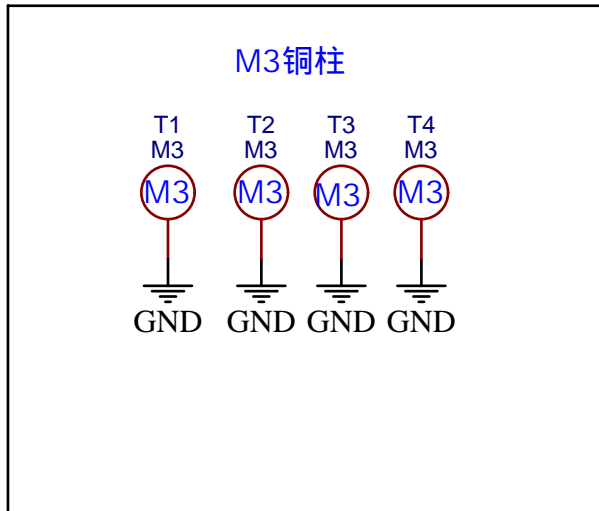 M3铜柱
T1 T2 T3 T4
M3 M3 M3 M3
M3 M3 M3 M3
GND GND GND GND